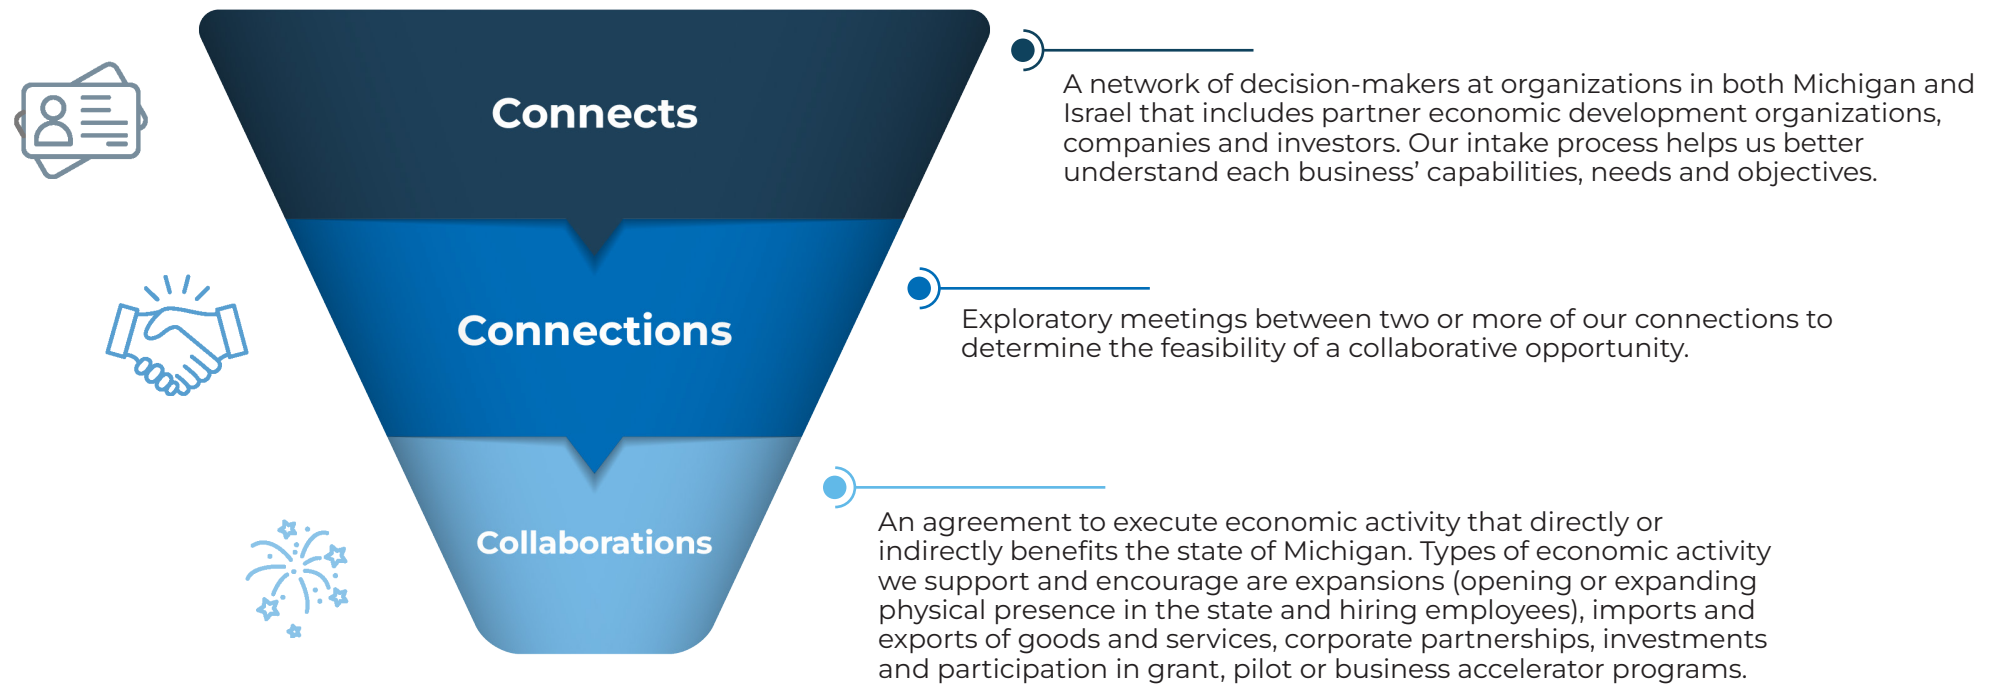 Connects
A network of decision-makers at organizations in both Michigan and
Israel that includes partner economic development organizations,
companies and investors. Our intake process helps us better
understand each business’ capabilities, needs and objectives.
Connections
Exploratory meetings between two or more of our connections to
determine the feasibility of a collaborative opportunity.
Collaborations
An agreement to execute economic activity that directly or
indirectly benefits the state of Michigan. Types of economic activity
we support and encourage are expansions (opening or expanding
physical presence in the state and hiring employees), imports and
exports of goods and services, corporate partnerships, investments
and participation in grant, pilot or business accelerator programs.